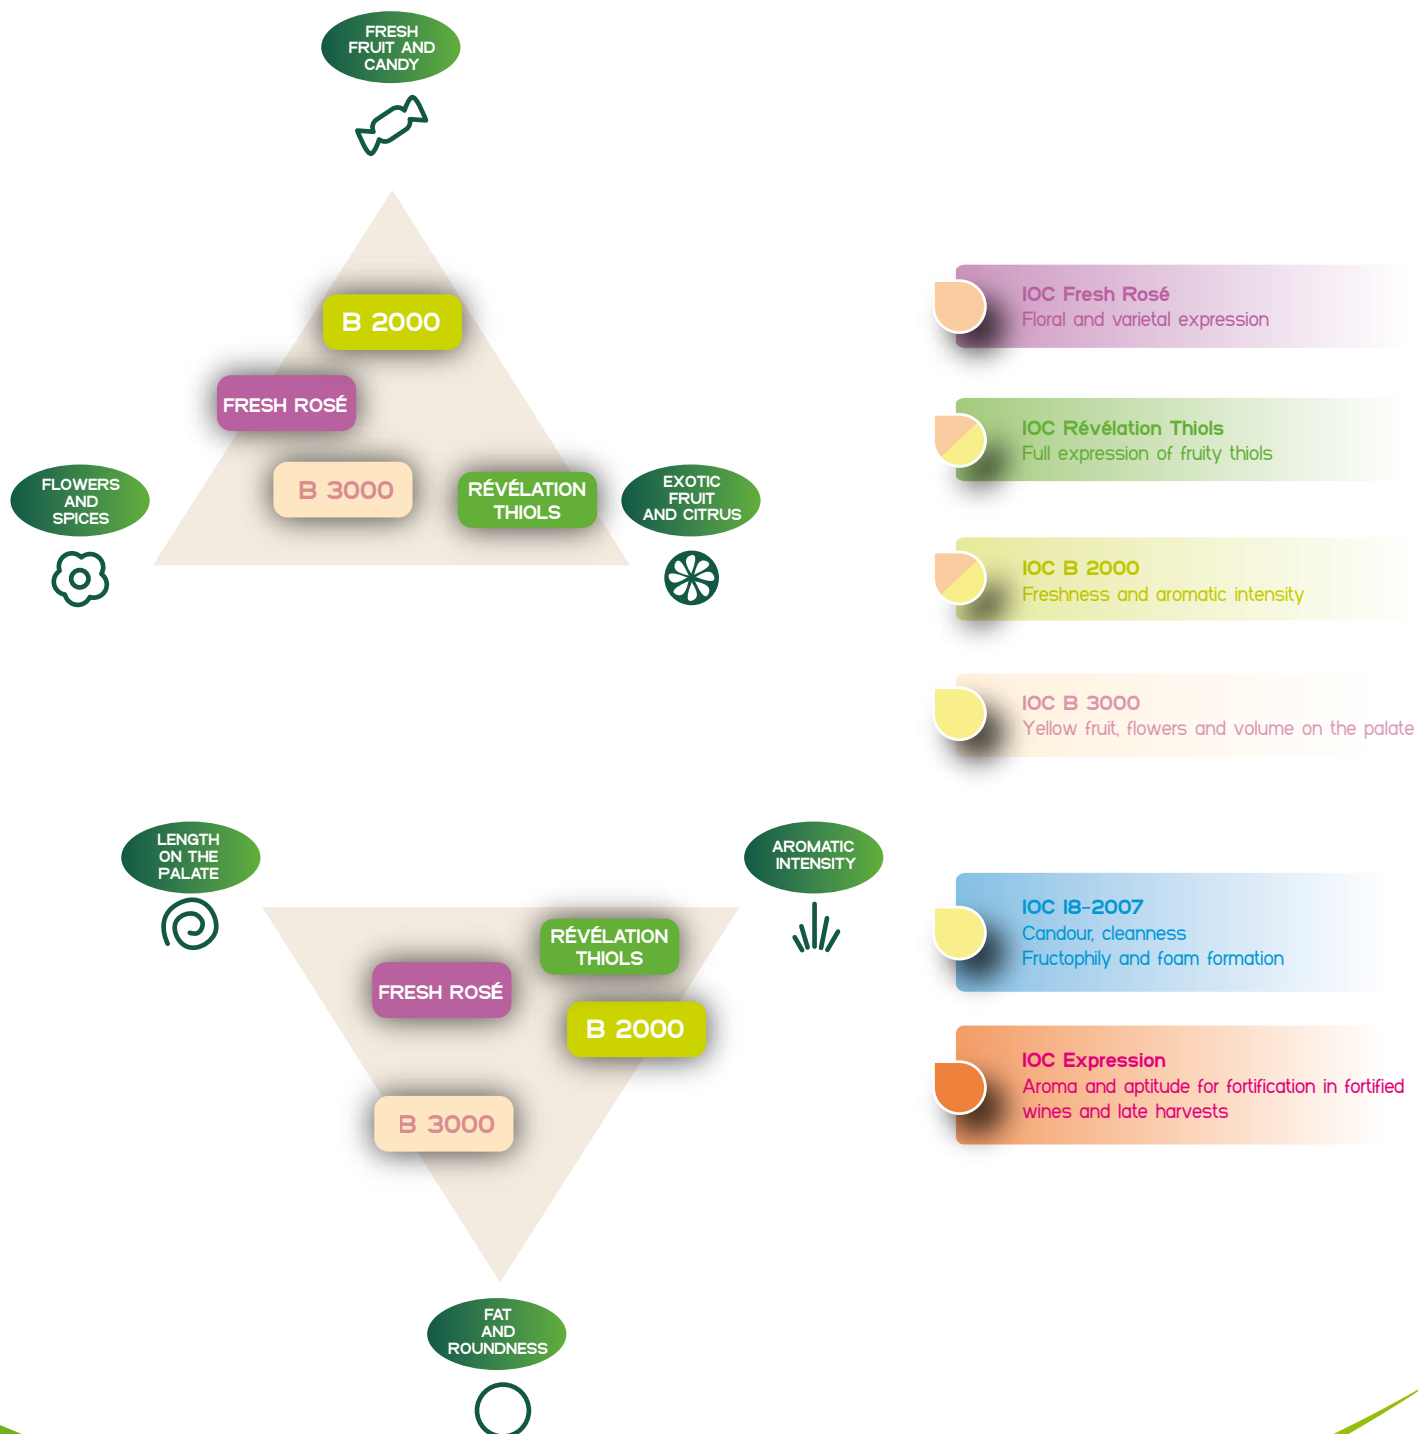 FRESH
FRUIT AND
CANDY
B 2000
FRESH ROSÉ
B 3000
RÉVÉLATION
THIOLS
FLOWERS
AND
SPICES
EXOTIC
FRUIT
AND CITRUS
IOC Fresh Rosé
Floral and varietal expression
IOC Révélation Thiols
Full expression of fruity thiols
IOC B 2000
Freshness and aromatic intensity
IOC B 3000
Yellow fruit, flowers and volume on the palate
LENGTH
ON THE
PALATE
AROMATIC
INTENSITY
RÉVÉLATION
THIOLS
FRESH ROSÉ
B 2000
B 3000
FAT
AND
ROUNDNESS
IOC 18-2007
Candour, cleanness
Fructophily and foam formation
IOC Expression
Aroma and aptitude for fortification in fortified
wines and late harvests